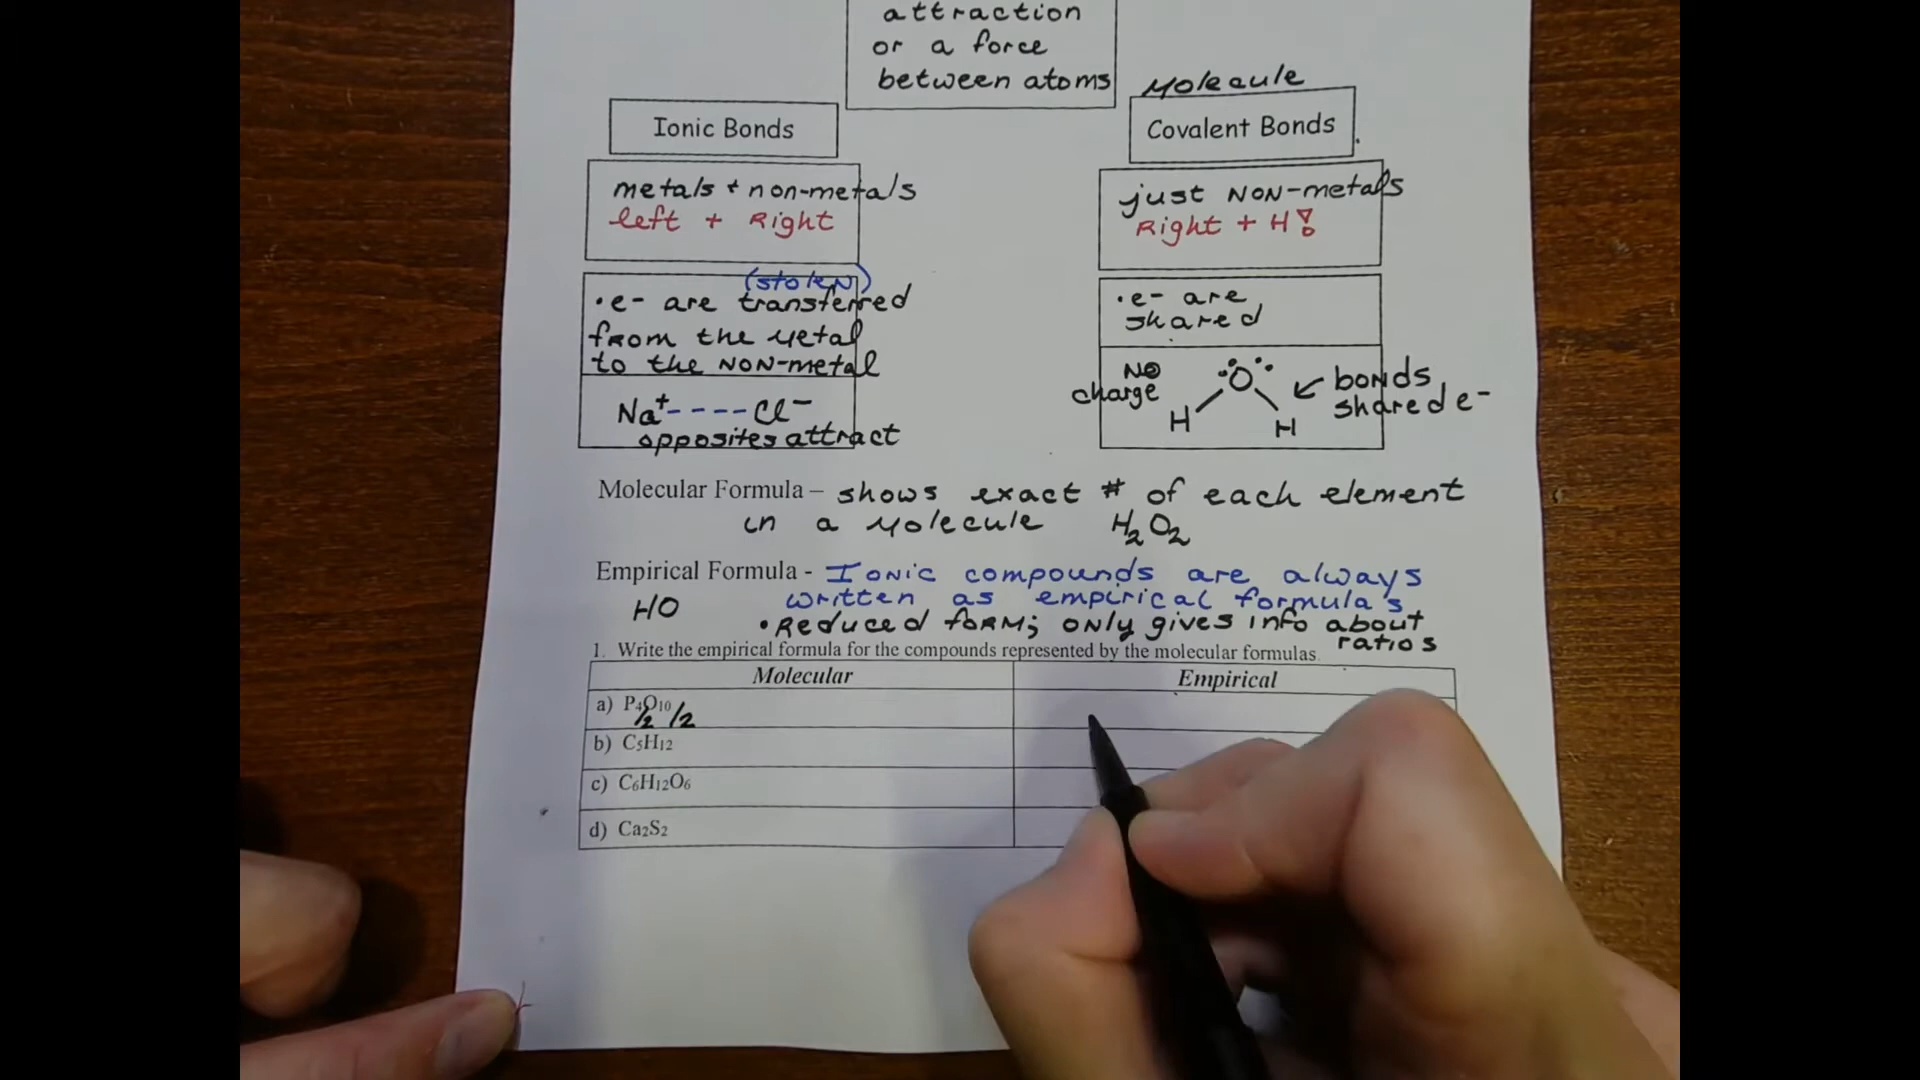 attraction
or a force
between atoms
Molecule
Ionic Bonds
Covalent Bonds
metals + non-metals
left + Right
just NON-metals
Right + H!
(stolen)
• e- are transferred
from the metal
to the NON-metal
• e- are
shared
Na+ ---- Cl-
opposites attract
NO
charge
O
H H
bonds
shared e-
Molecular Formula – shows exact # of each element
in a molecule H₂O₂
Empirical Formula - Ionic compounds are always
written as empirical formula's
HO
• Reduced form; only gives info about
ratios
1. Write the empirical formula for the compounds represented by the molecular formulas.
Molecular Empirical
a) P₄O₁₀
/2 /2
b) C₅H₁₂
c) C₆H₁₂O₆
d) Ca₂S₂